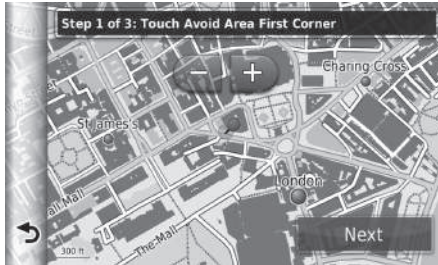 Step 1 of 3: Touch Avoid Area First Corner
Charing Cross
St James's
London
all Mall
The Mall
Next
300 ft